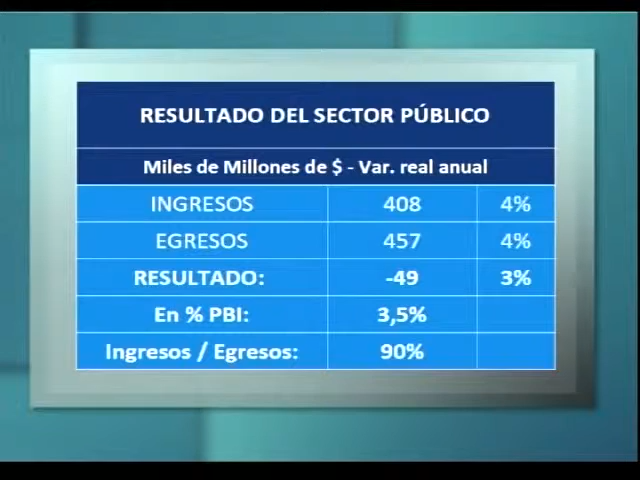 RESULTADO DEL SECTOR PÚBLICO
Miles de Millones de $ - Var. real anual
INGRESOS 408 4%
EGRESOS 457 4%
RESULTADO: -49 3%
En % PBI: 3,5%
Ingresos / Egresos: 90%